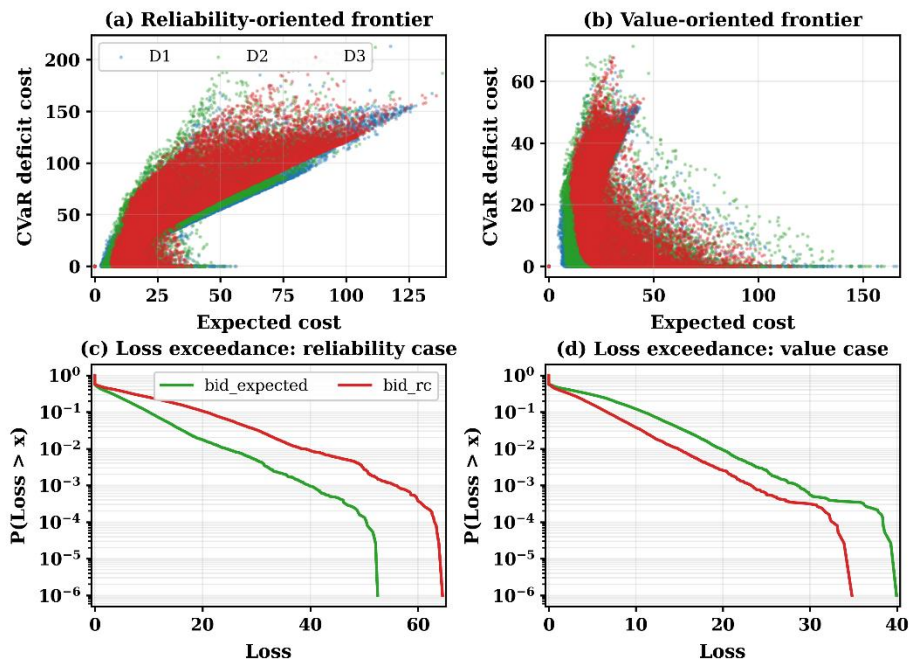 (a) Reliability-oriented frontier
CVaR deficit cost
200
150
100
50
0
D1 D2 D3
0 25 50 75 100 125
Expected cost
(b) Value-oriented frontier
CVaR deficit cost
60
40
20
0
0 50 100 150
Expected cost
(c) Loss exceedance: reliability case
P(Loss > x)
10⁰
10⁻¹
10⁻²
10⁻³
10⁻⁴
10⁻⁵
10⁻⁶
bid_expected bid_rc
0 20 40 60
Loss
(d) Loss exceedance: value case
P(Loss > x)
10⁰
10⁻¹
10⁻²
10⁻³
10⁻⁴
10⁻⁵
10⁻⁶
0 10 20 30 40
Loss